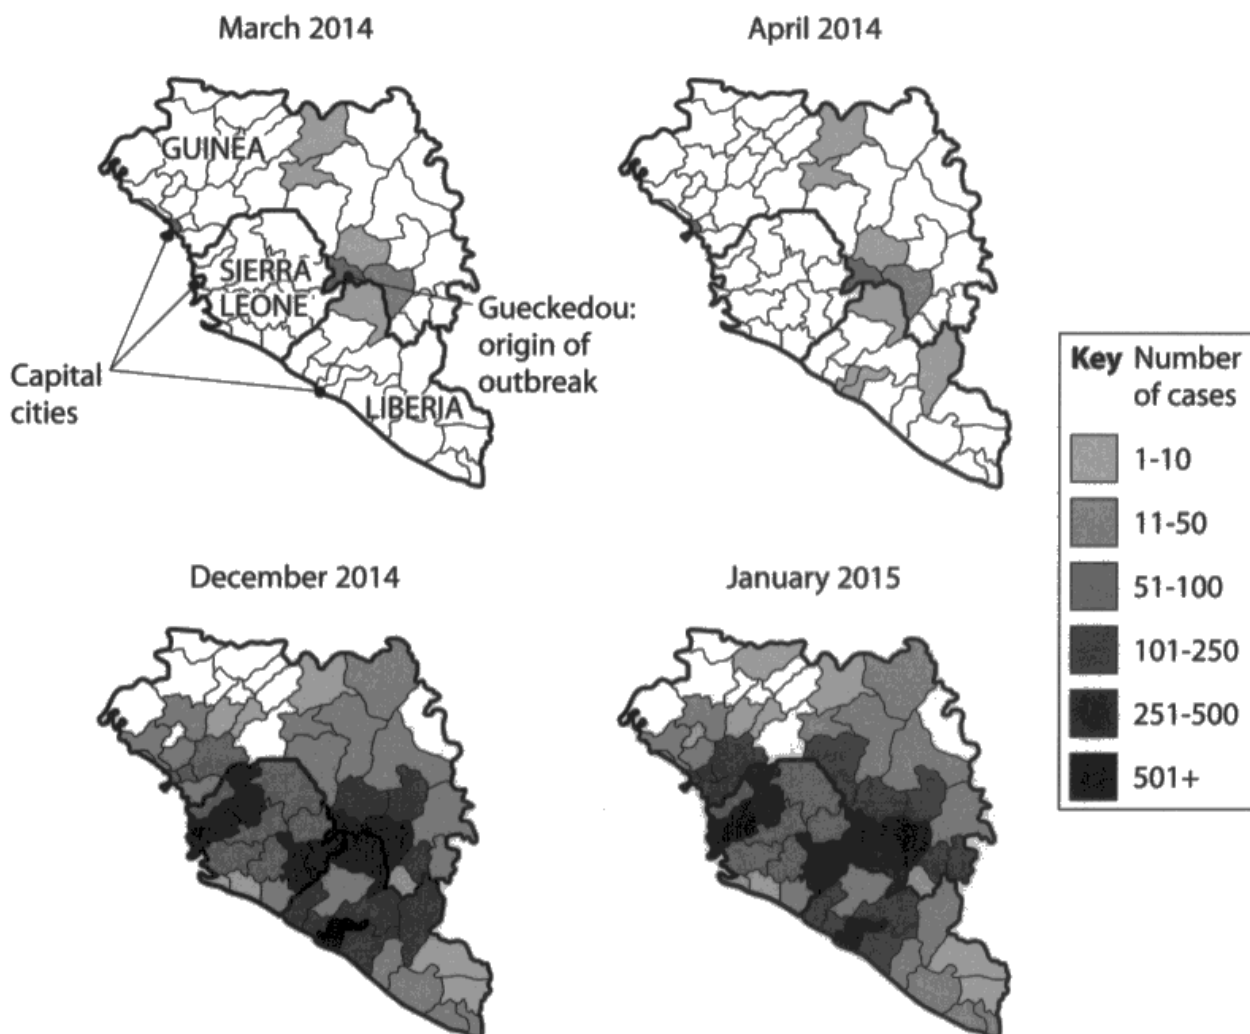 March 2014
April 2014
GUINEA
SIERRA
LEONE
Gueckedou:
origin of
outbreak
Capital
cities
LIBERIA
Key Number
of cases
1-10
11-50
51-100
101-250
251-500
501+
December 2014
January 2015